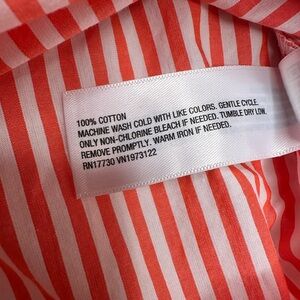 100% COTTON
MACHINE WASH COLD WITH LIKE COLORS. GENTLE CYCLE.
ONLY NON-CHLORINE BLEACH IF NEEDED. TUMBLE DRY LOW.
REMOVE PROMPTLY. WARM IRON IF NEEDED.
RN17730 VN1973122